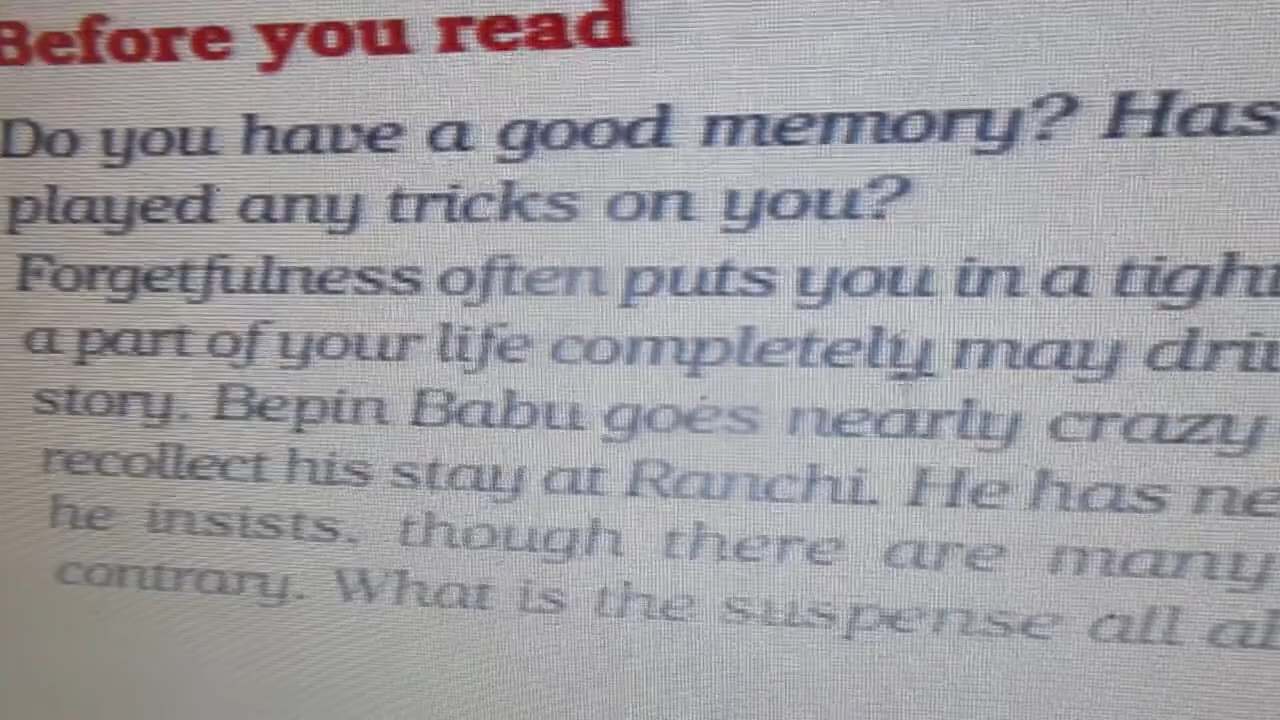 Before you read
Do you have a good memory? Has
played any tricks on you?
Forgetfulness often puts you in a tight
a part of your life completely may
story. Bepin Babu goes nearly crazy
recollect his stay at Ranchi. He has ne
he insists, though there are many
contrary. What is the suspense all